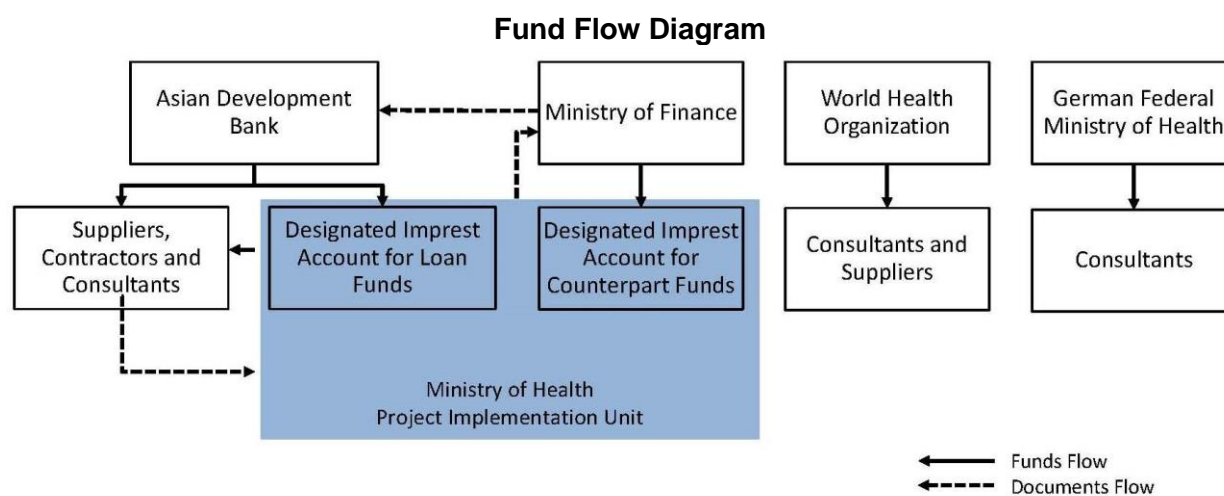 Fund Flow Diagram
Asian Development
Bank
Ministry of Finance
World Health
Organization
German Federal
Ministry of Health
Suppliers,
Contractors and
Consultants
Designated Imprest
Account for Loan
Funds
Designated Imprest
Account for
Counterpart Funds
Consultants and
Suppliers
Consultants
Ministry of Health
Project Implementation Unit
Funds Flow
Documents Flow